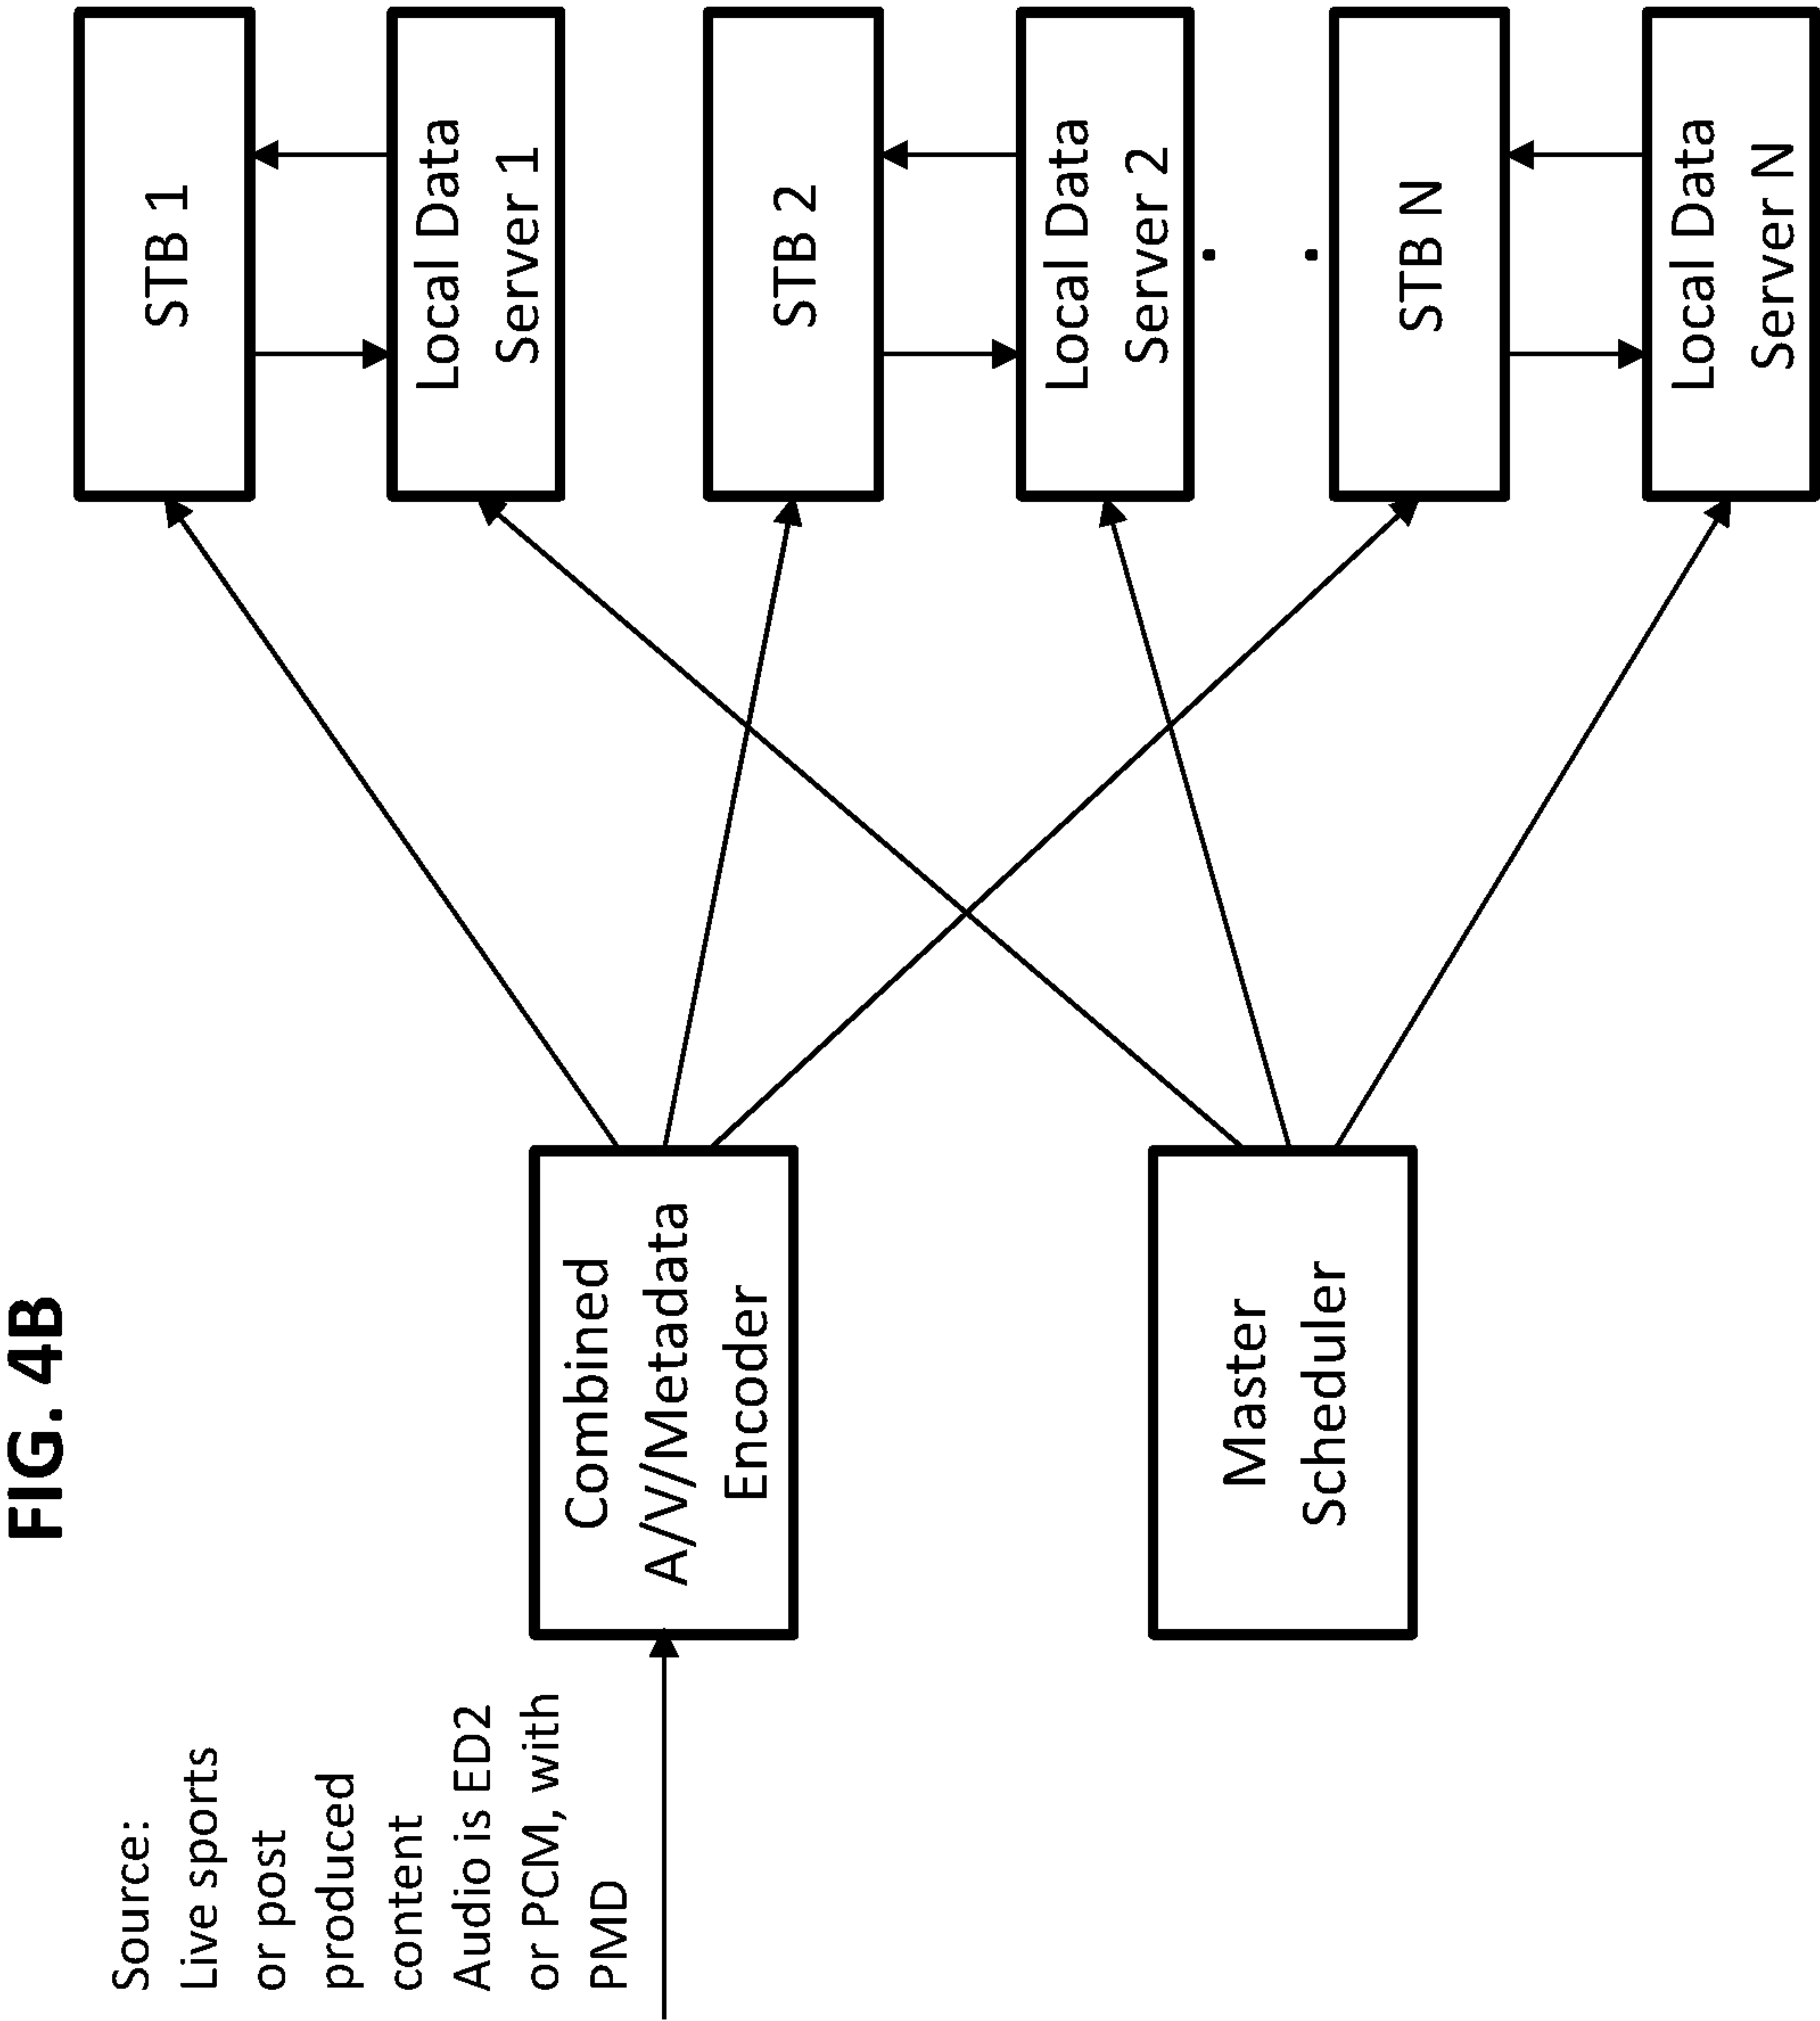 FIG. 4B
Source:
Live sports
or post
produced
content
Audio is ED2
or PCM, with
PMD
Combined
A/V/Metadata
Encoder
Master
Scheduler
STB 1
Local Data
Server 1
STB 2
Local Data
Server 2
STB N
Local Data
Server N